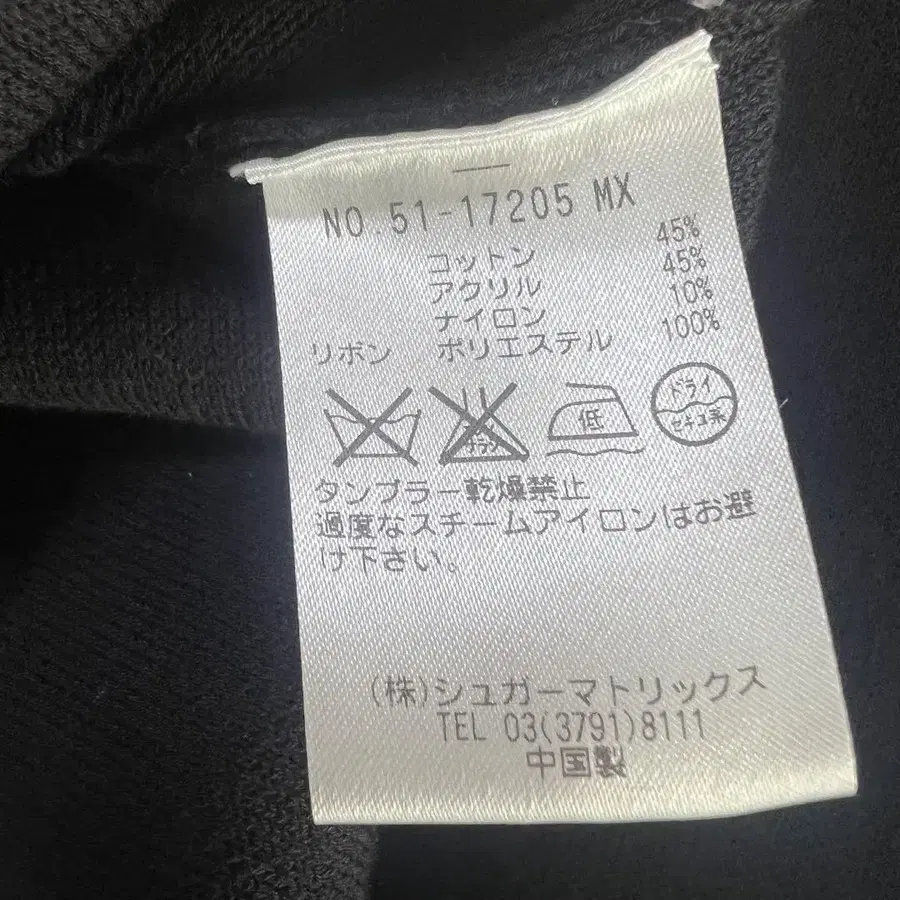 NO.51-17205 MX
コットン 45%
アクリル 45%
ナイロン 10%
リボン ポリエステル 100%
低
ドライ
セキユ系
タンブラー乾燥禁止
過度なスチームアイロンはお避
け下さい。
(株)シュガーマトリックス
TEL 03(3791)8111
中国製